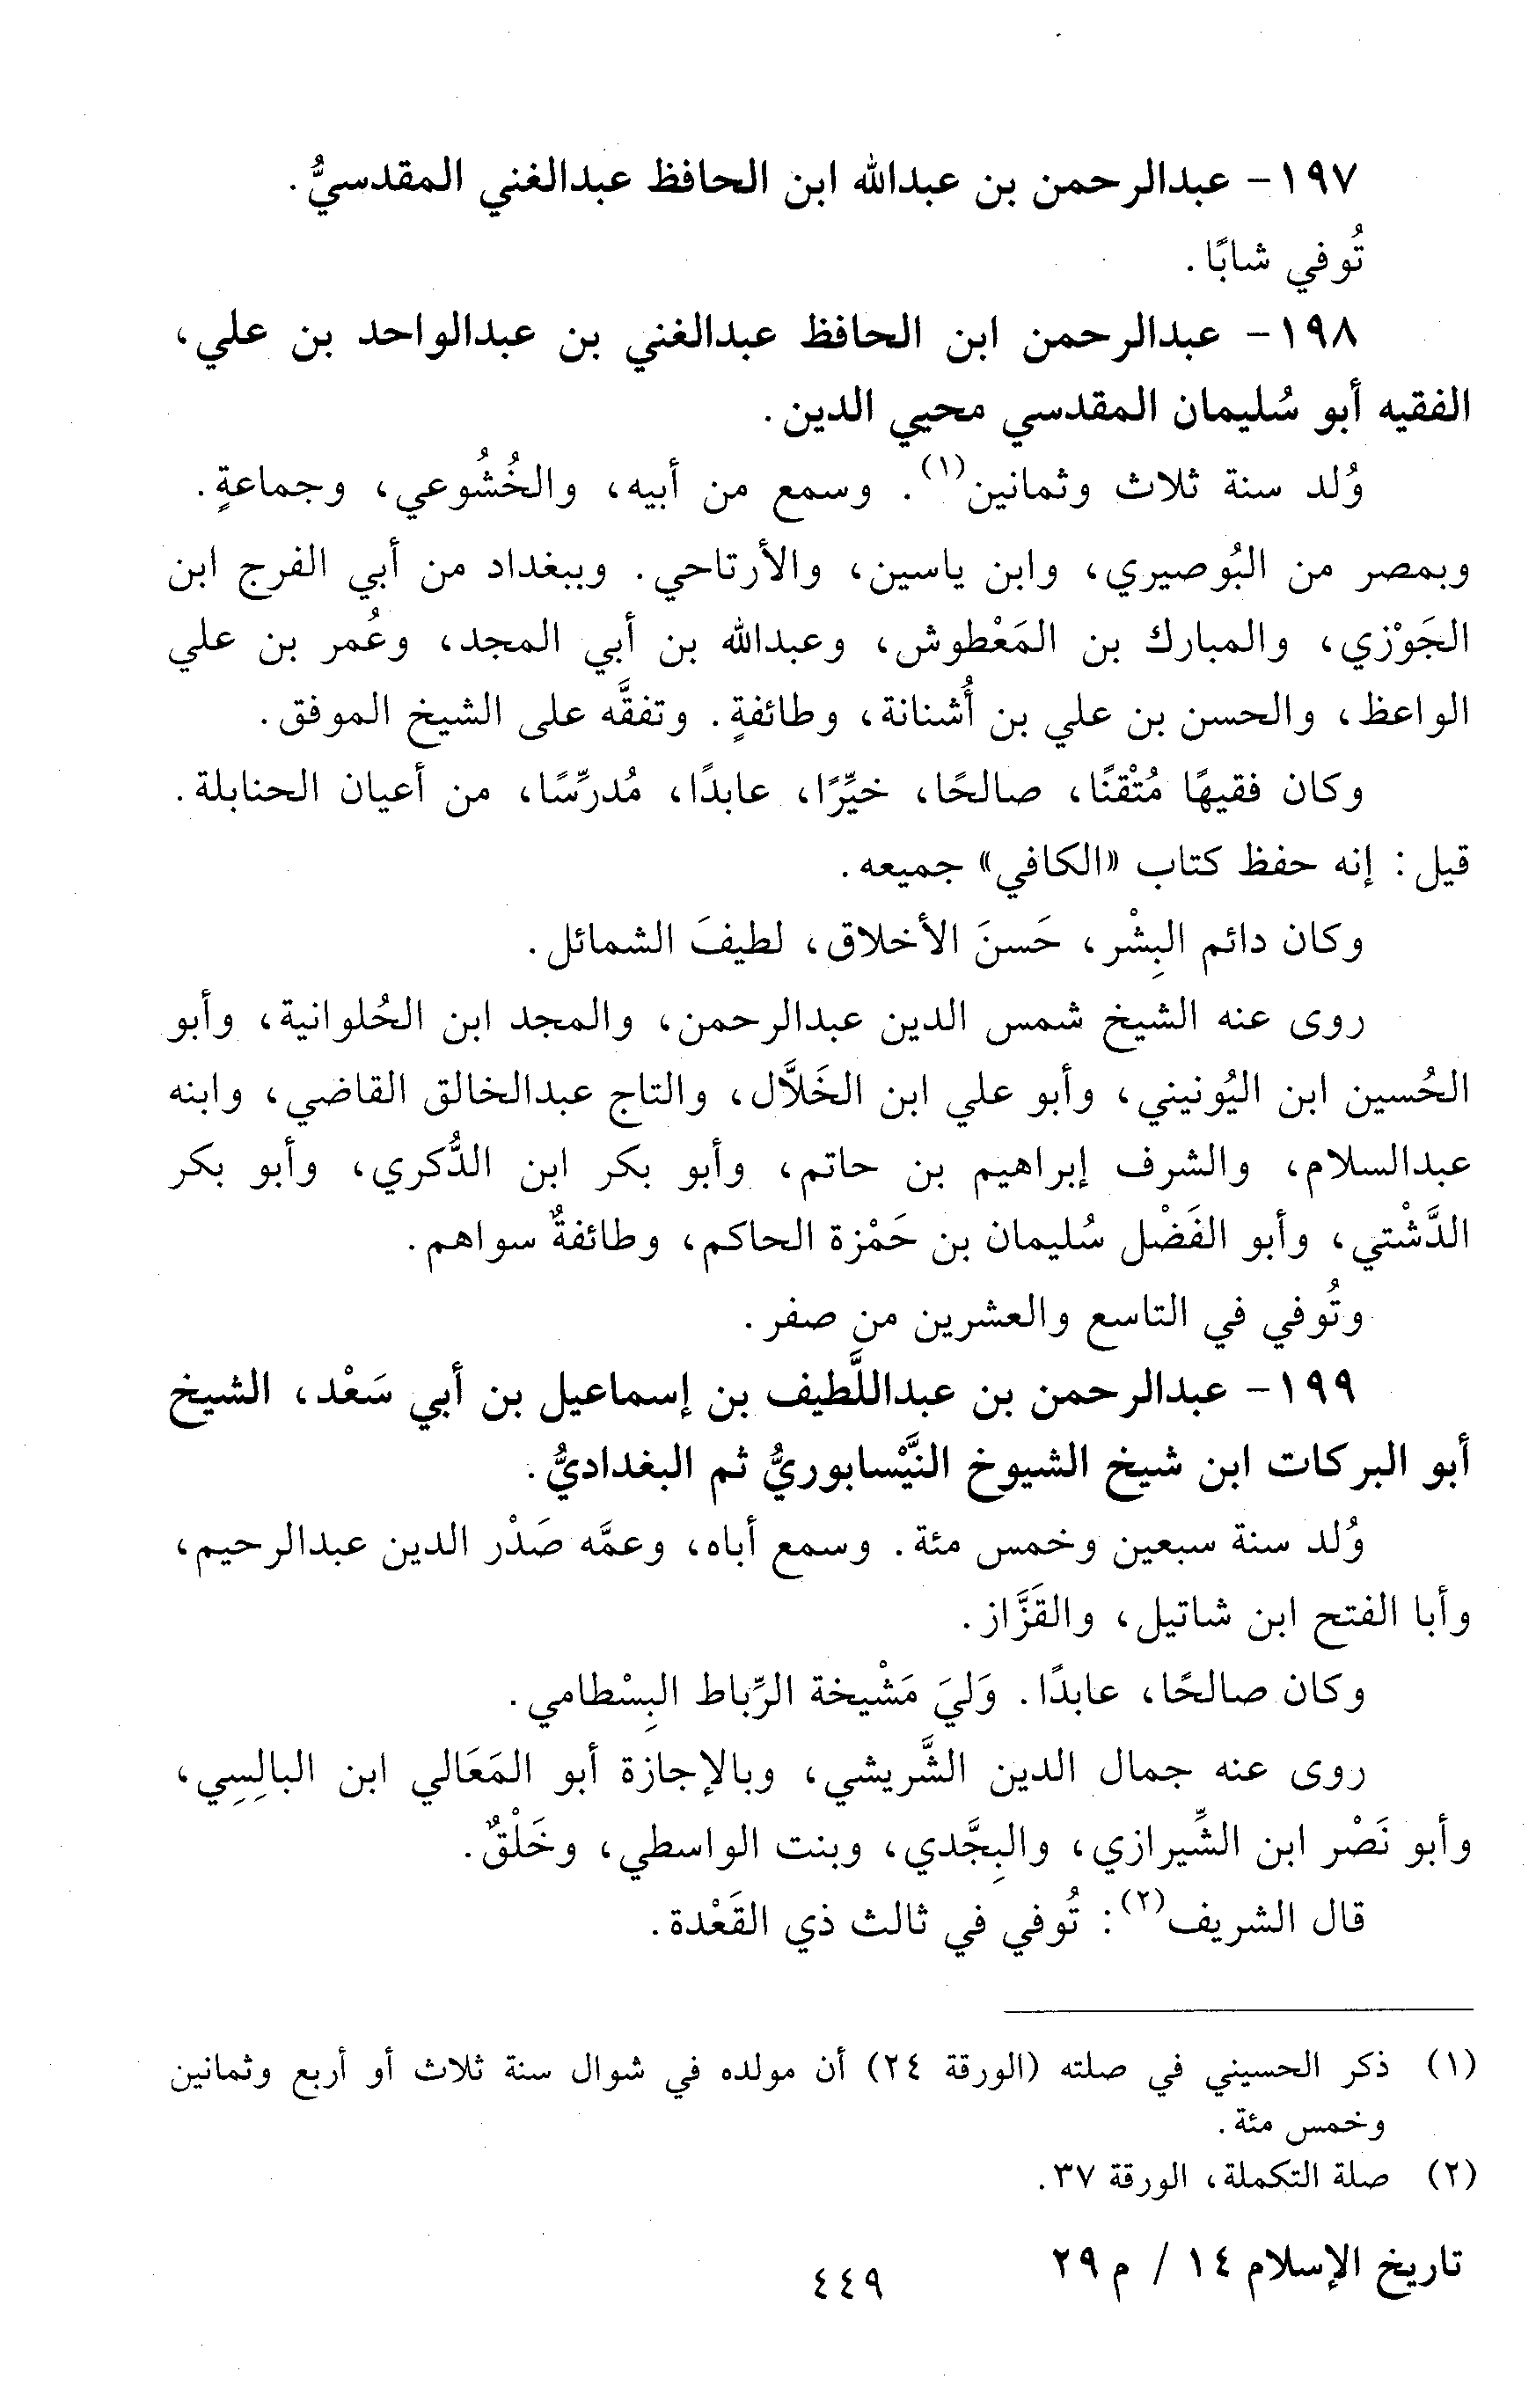 ١٩٧- عبدالرحمن بن عبدالله ابن الحافظ عبدالغني المقدسيُّ.
تُوفي شابًا.
١٩٨- عبدالرحمن ابن الحافظ عبدالغني بن عبدالواحد بن علي،
الفقيه أبو سُليمان المقدسي محيي الدين.
وُلد سنة ثلاث وثمانين(١). وسمع من أبيه، والخُشُوعي، وجماعةٍ.
وبمصر من البُوصيري، وابن ياسين، والأرتاحي. وببغداد من أبي الفرج ابن
الجَوْزي، والمبارك بن المَعْطوش، وعبدالله بن أبي المجد، وعُمر بن علي
الواعظ، والحسن بن علي بن أُشنانة، وطائفةٍ. وتفقَّه على الشيخ الموفق.
وكان فقيهًا مُتْقنًا، صالحًا، خيِّرًا، عابدًا، مُدرِّسًا، من أعيان الحنابلة.
قيل: إنه حفظ كتاب «الكافي» جميعه.
وكان دائم البِشْر، حَسنَ الأخلاق، لطيفَ الشمائل.
روى عنه الشيخ شمس الدين عبدالرحمن، والمجد ابن الحُلوانية، وأبو
الحُسين ابن اليُونيني، وأبو علي ابن الخَلَّال، والتاج عبدالخالق القاضي، وابنه
عبدالسلام، والشرف إبراهيم بن حاتم، وأبو بكر ابن الدُّكري، وأبو بكر
الدَّشْتي، وأبو الفَضْل سُليمان بن حَمْزة الحاكم، وطائفةٌ سواهم.
وتُوفي في التاسع والعشرين من صفر.
١٩٩- عبدالرحمن بن عبداللَّطيف بن إسماعيل بن أبي سَعْد، الشيخ
أبو البركات ابن شيخ الشيوخ النَّيْسابوريُّ ثم البغداديُّ.
وُلد سنة سبعين وخمس مئة. وسمع أباه، وعمَّه صَدْر الدين عبدالرحيم،
وأبا الفتح ابن شاتيل، والقَزَّاز.
وكان صالحًا، عابدًا. وَليَ مَشْيخة الرِّباط البِسْطامي.
روى عنه جمال الدين الشَّريشي، وبالإجازة أبو المَعَالي ابن البالِسِي،
وأبو نَصْر ابن الشِّيرازي، والبِجَّدي، وبنت الواسطي، وخَلْقٌ.
قال الشريف(٢): تُوفي في ثالث ذي القَعْدة.
(١) ذكر الحسيني في صلته (الورقة ٢٤) أن مولده في شوال سنة ثلاث أو أربع وثمانين
وخمس مئة.
(٢) صلة التكملة، الورقة ٣٧.
تاريخ الإسلام ١٤ / م ٢٩
٤٤٩